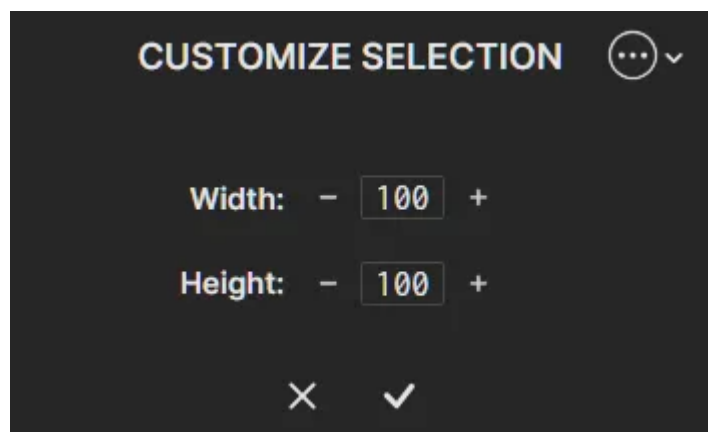 CUSTOMIZE SELECTION
Width: - 100 +
Height: - 100 +